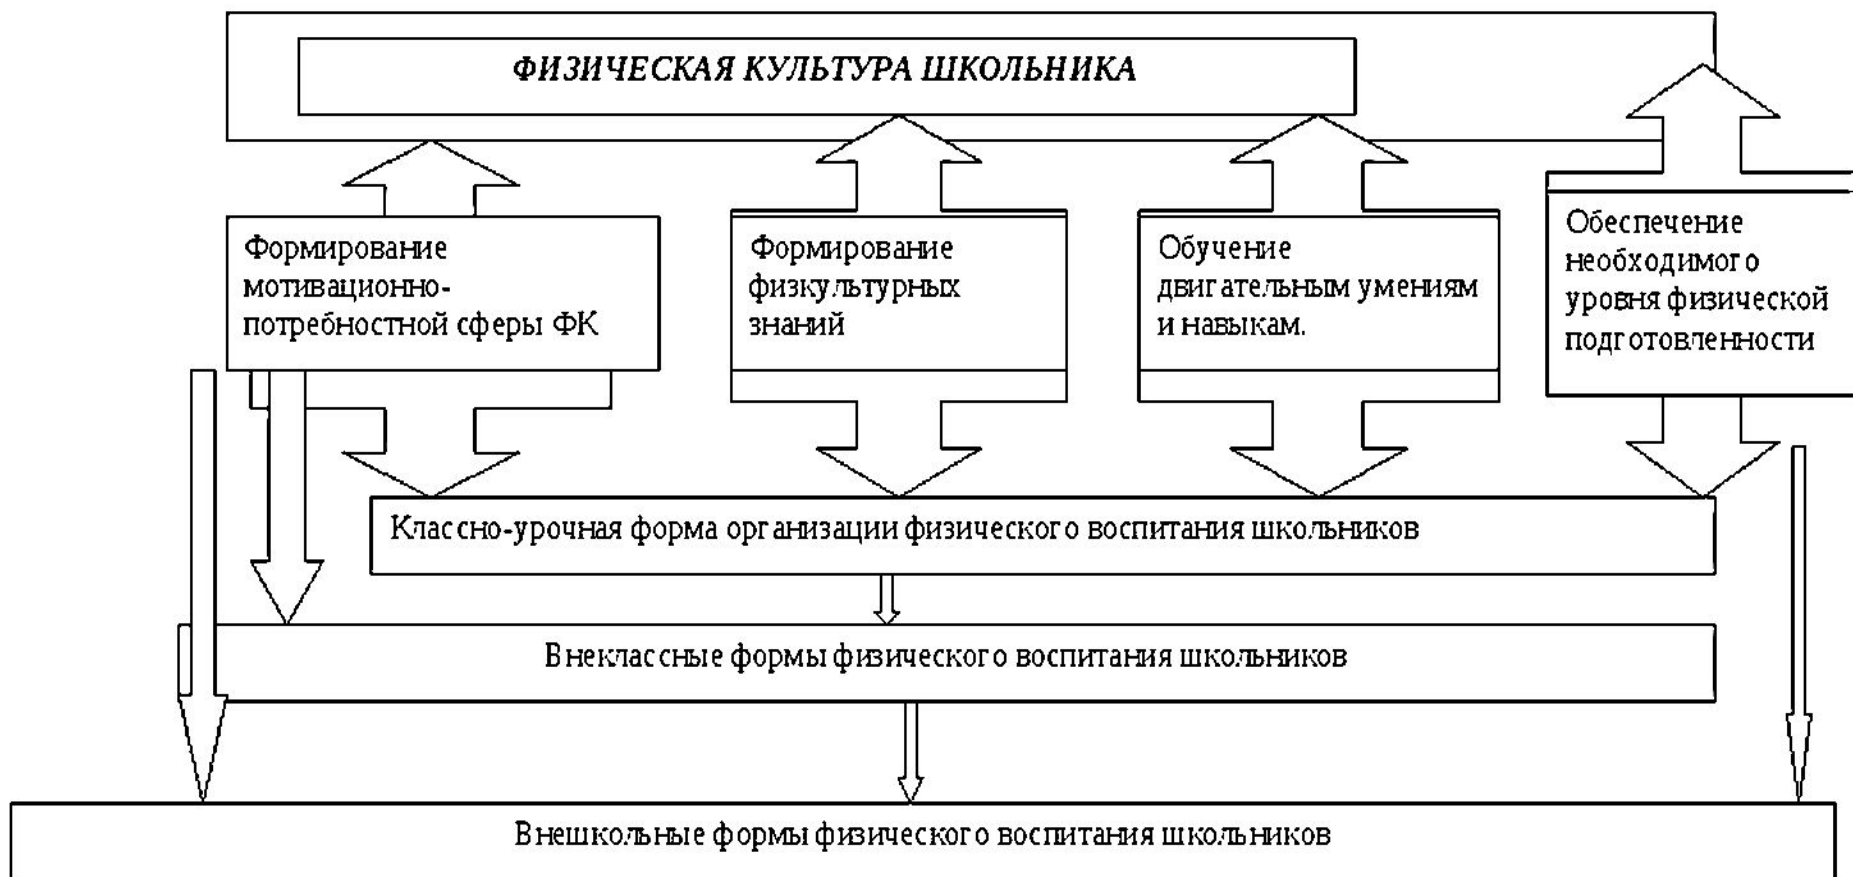 ФИЗИЧЕСКАЯ КУЛЬТУРА ШКОЛЬНИКА
Формирование
мотивационно-
потребностной сферы ФК
Формирование
физкультурных
знаний
Обучение
двигательным умениям
и навыкам.
Обеспечение
необходимого
уровня физической
подготовленности
Классно-урочная форма организации физического воспитания школьников
Внеклассные формы физического воспитания школьников
Внешкольные формы физического воспитания школьников